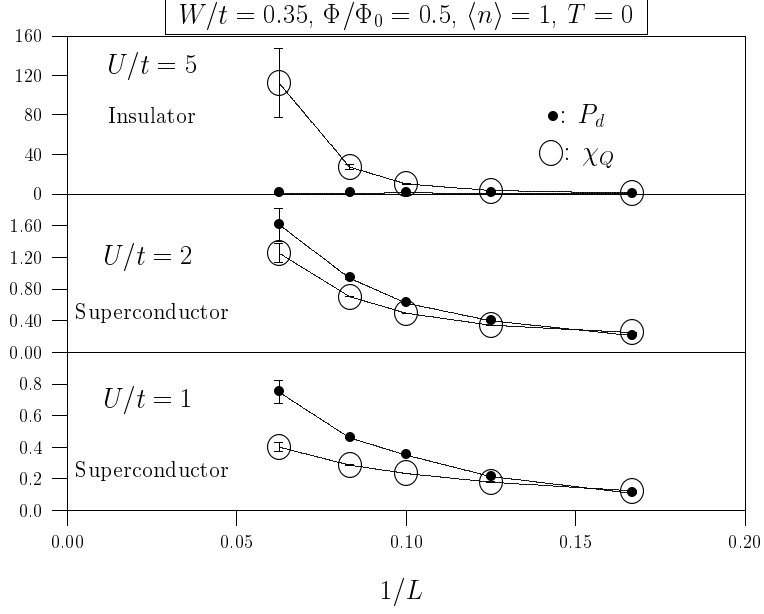 W/t = 0.35, Φ/Φ₀ = 0.5, ⟨n⟩ = 1, T = 0
160
120
80
40
0
U/t = 5
Insulator
●: P_d
○: χ_Q
1.60
1.20
0.80
0.40
0.00
U/t = 2
Superconductor
0.8
0.6
0.4
0.2
0.0
U/t = 1
Superconductor
0.00 0.05 0.10 0.15 0.20
1/L